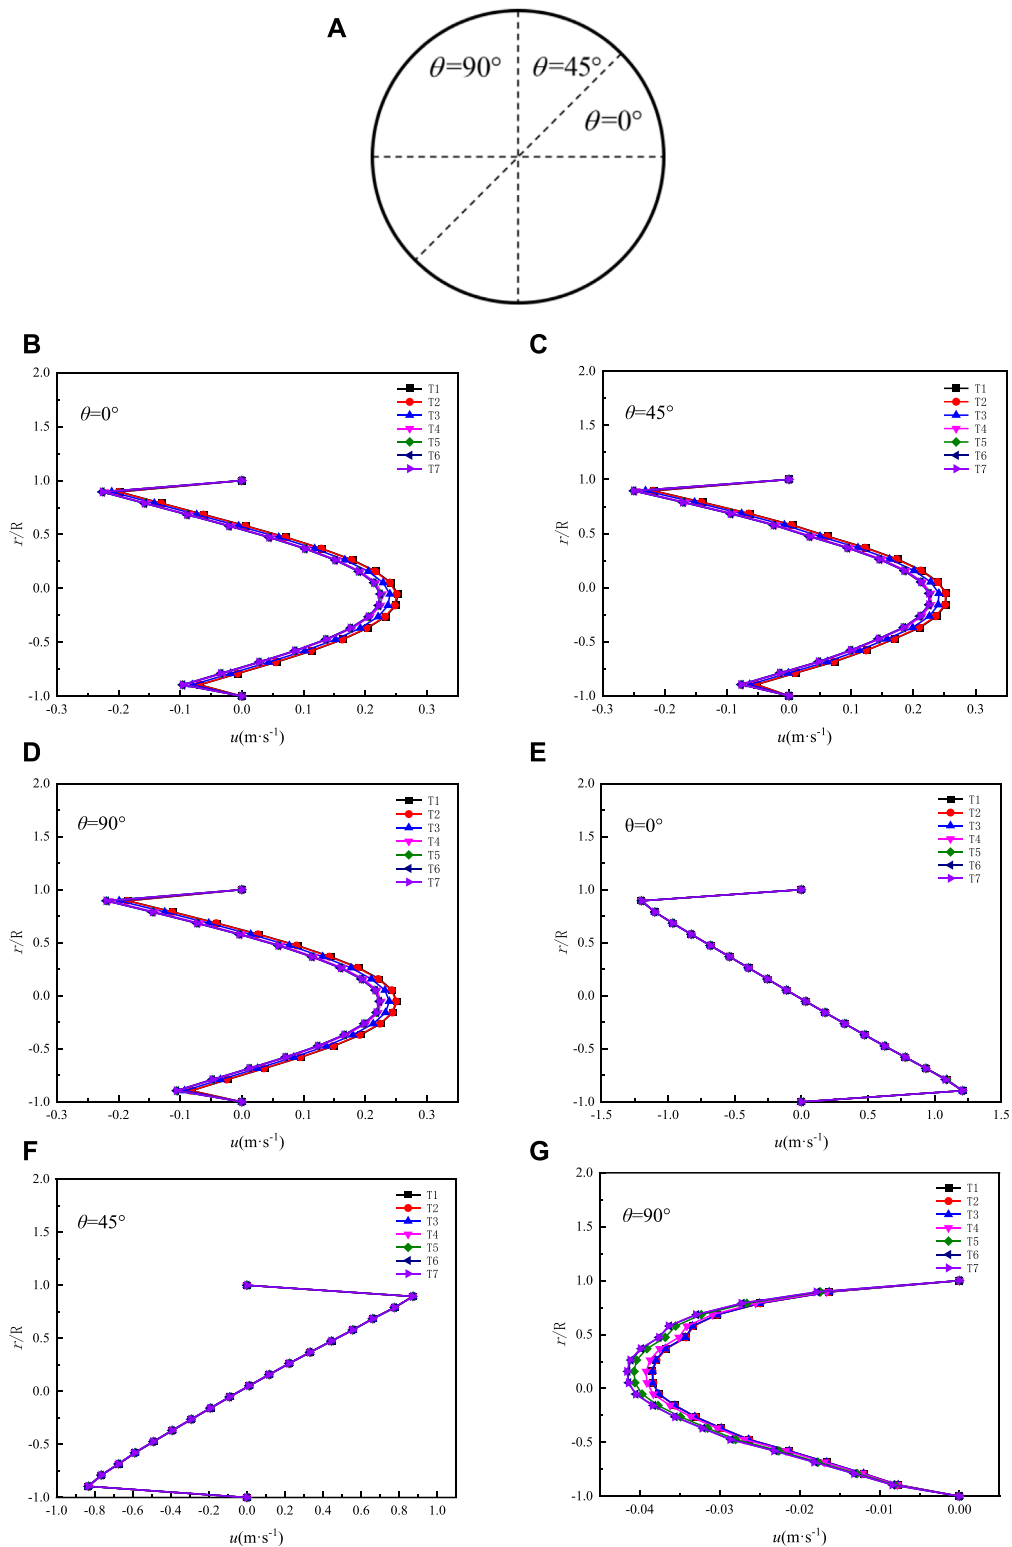 A
θ=90°
θ=45°
θ=0°
B
2.0
1.5
1.0
0.5
0.0
-0.5
-1.0
r/R
θ=0°
T1
T2
T3
T4
T5
T6
T7
-0.3 -0.2 -0.1 0.0 0.1 0.2 0.3
u(m·s⁻¹)
C
2.0
1.5
1.0
0.5
0.0
-0.5
-1.0
r/R
θ=45°
T1
T2
T3
T4
T5
T6
T7
-0.3 -0.2 -0.1 0.0 0.1 0.2 0.3
u(m·s⁻¹)
D
2.0
1.5
1.0
0.5
0.0
-0.5
-1.0
r/R
θ=90°
T1
T2
T3
T4
T5
T6
T7
-0.3 -0.2 -0.1 0.0 0.1 0.2 0.3
u(m·s⁻¹)
E
2.0
1.5
1.0
0.5
0.0
-0.5
-1.0
r/R
θ=0°
T1
T2
T3
T4
T5
T6
T7
-1.5 -1.0 -0.5 0.0 0.5 1.0 1.5
u(m·s⁻¹)
F
2.0
1.5
1.0
0.5
0.0
-0.5
-1.0
r/R
θ=45°
T1
T2
T3
T4
T5
T6
T7
-1.0 -0.8 -0.6 -0.4 -0.2 0.0 0.2 0.4 0.6 0.8 1.0
u(m·s⁻¹)
G
2.0
1.5
1.0
0.5
0.0
-0.5
-1.0
r/R
θ=90°
T1
T2
T3
T4
T5
T6
T7
-0.04 -0.03 -0.02 -0.01 0.00
u(m·s⁻¹)